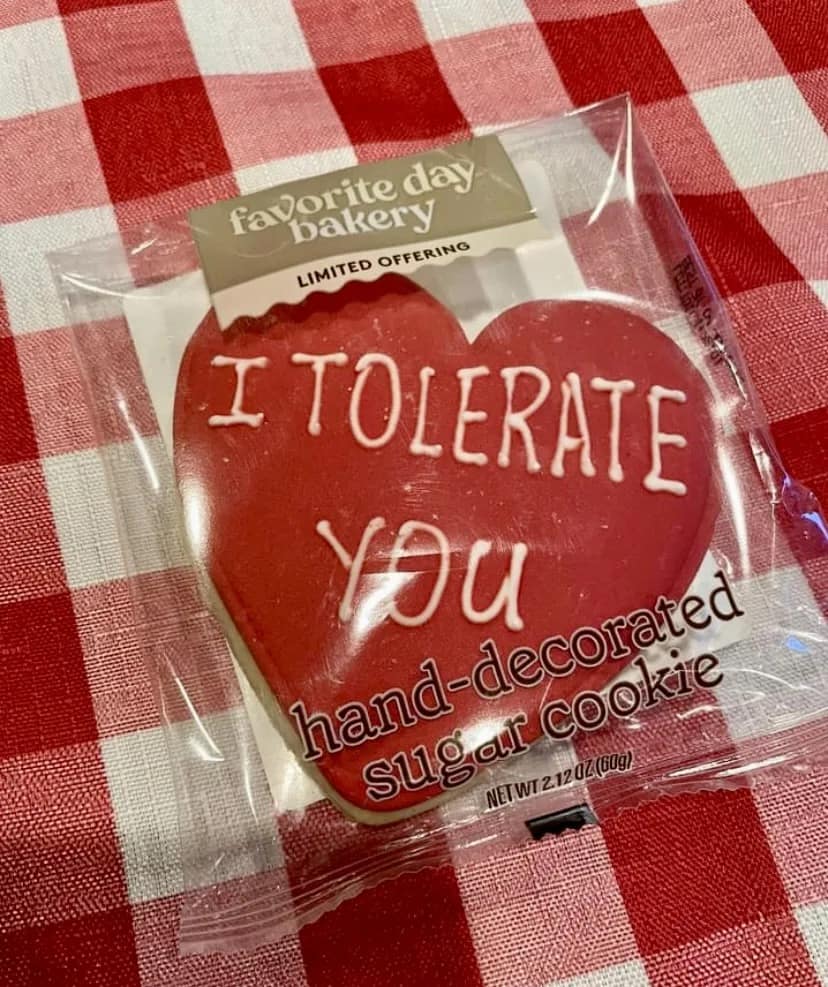 favorite day
bakery
LIMITED OFFERING
I TOLERATE
YOU
hand-decorated
sugar cookie
NET WT 2.12 OZ (60g)